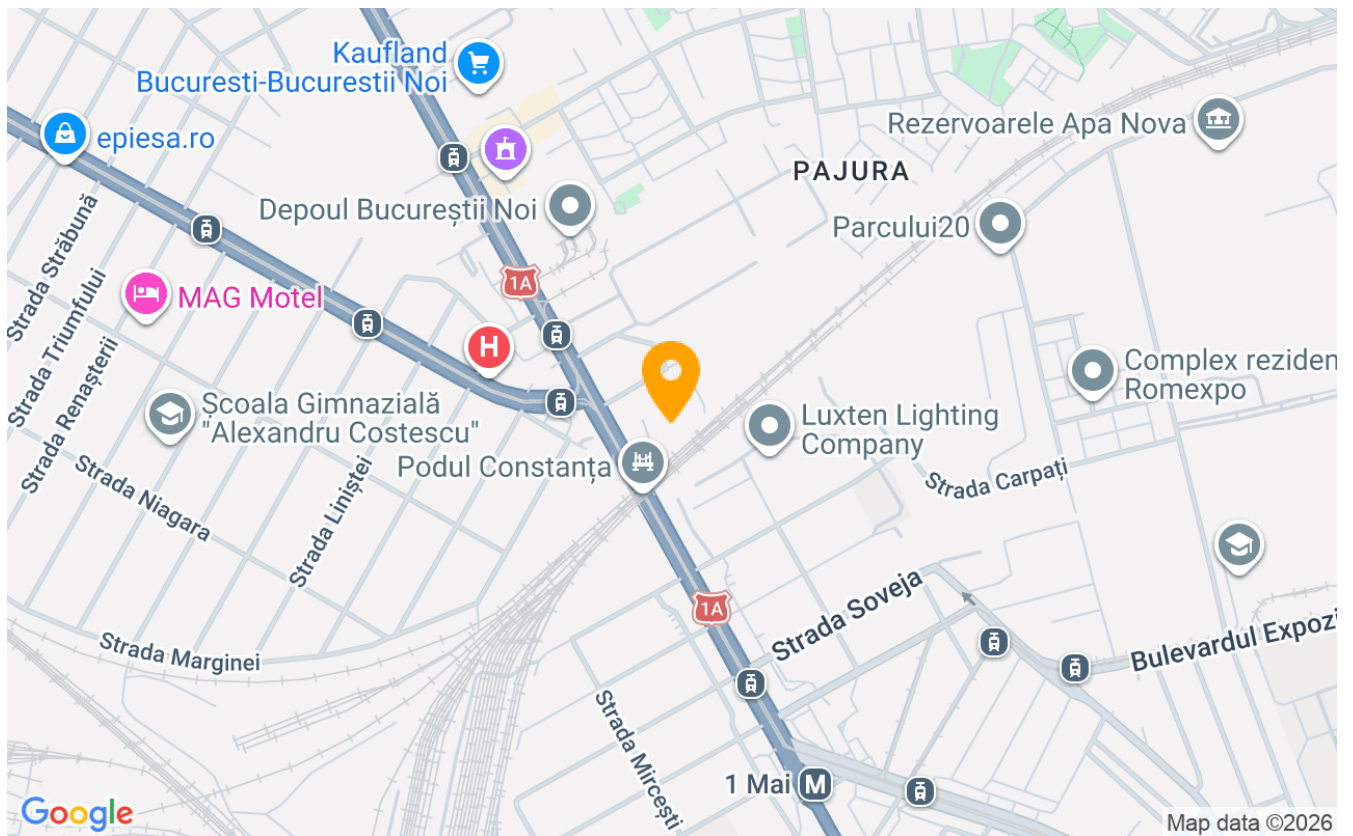 Kaufland
Bucuresti-Bucurestii Noi
epiesa.ro
Rezervoarele Apa Nova
PAJURA
Depoul Bucureștii Noi
Parcului20
Strada Străbună
1A
MAG Motel
Strada Triumfului
H
Strada Renașterii
Complex reziden
Romexpo
Școala Gimnazială
"Alexandru Costescu"
Luxten Lighting
Company
Podul Constanța
Strada Carpați
Strada Niagara
Strada Liniștei
Strada Soveja
1A
Strada Marginei
Bulevardul Expozi
Strada Mircești
1 Mai
M
Google
Map data ©2026